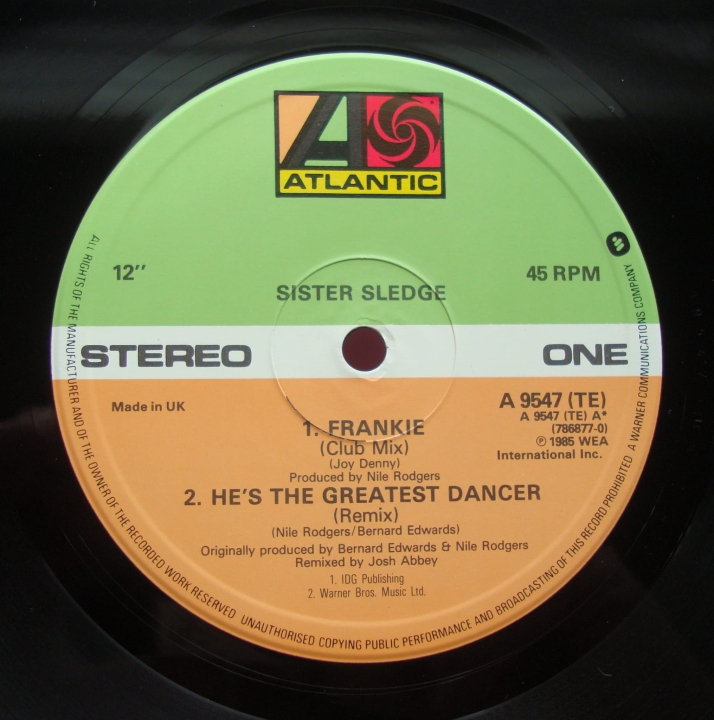 ATLANTIC
12"
45 RPM
SISTER SLEDGE
STEREO
ONE
Made in UK
A 9547 (TE)
A 9547 (TE) A*
(786877-0)
℗ 1985 WEA
International Inc.
1. FRANKIE
(Club Mix)
(Joy Denny)
Produced by Nile Rodgers
2. HE'S THE GREATEST DANCER
(Remix)
(Nile Rodgers/Bernard Edwards)
Originally produced by Bernard Edwards & Nile Rodgers
Remixed by Josh Abbey
1. IDG Publishing
2. Warner Bros. Music Ltd.
ALL RIGHTS OF THE MANUFACTURER AND OF THE OWNER OF THE RECORDED WORK RESERVED UNAUTHORISED COPYING PUBLIC PERFORMANCE AND BROADCASTING OF THIS RECORD PROHIBITED A WARNER COMMUNICATIONS COMPANY